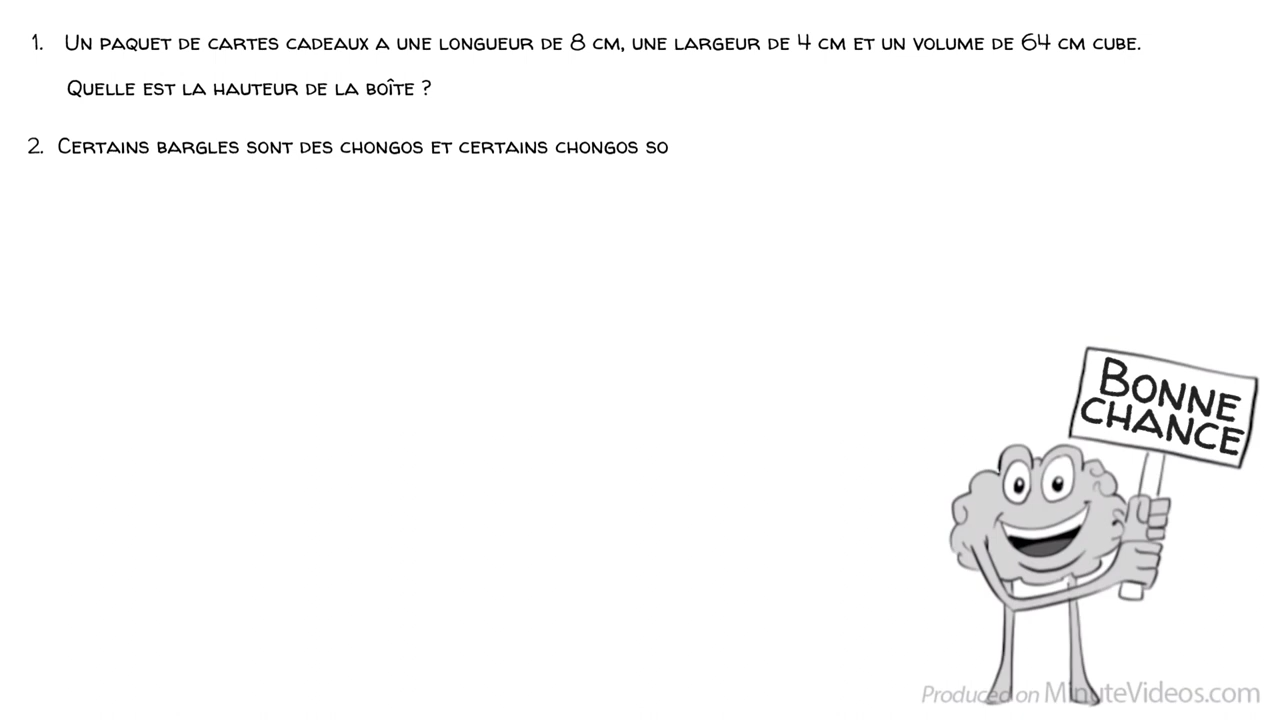 1. Un paquet de cartes cadeaux a une longueur de 8 cm, une largeur de 4 cm et un volume de 64 cm cube.
Quelle est la hauteur de la boîte ?
2. Certains bargles sont des chongos et certains chongos so
Bonne
chance
Produced on MinuteVideos.com